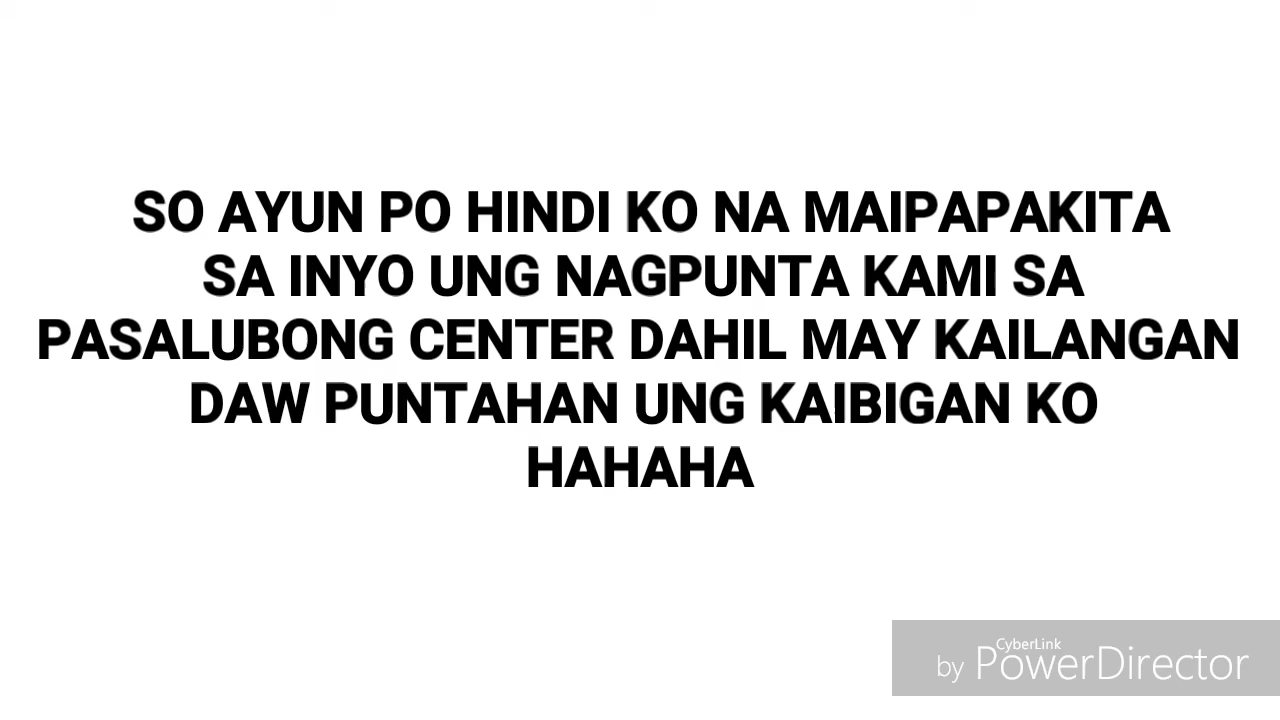 SO AYUN PO HINDI KO NA MAIPAPAKITA
SA INYO UNG NAGPUNTA KAMI SA
PASALUBONG CENTER DAHIL MAY KAILANGAN
DAW PUNTAHAN UNG KAIBIGAN KO
HAHAHA
CyberLink
by PowerDirector